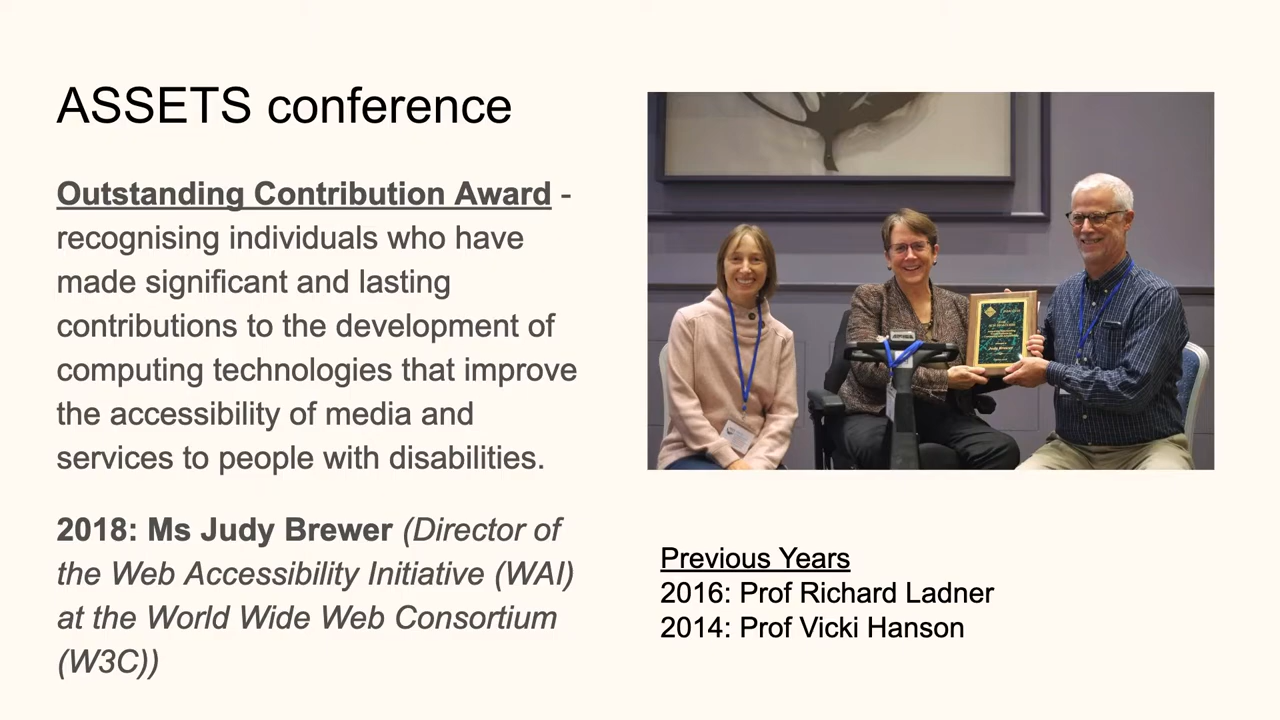 ASSETS conference
Outstanding Contribution Award -
recognising individuals who have
made significant and lasting
contributions to the development of
computing technologies that improve
the accessibility of media and
services to people with disabilities.
2018: Ms Judy Brewer (Director of
the Web Accessibility Initiative (WAI)
at the World Wide Web Consortium
(W3C))
Judy Brewer
Previous Years
2016: Prof Richard Ladner
2014: Prof Vicki Hanson